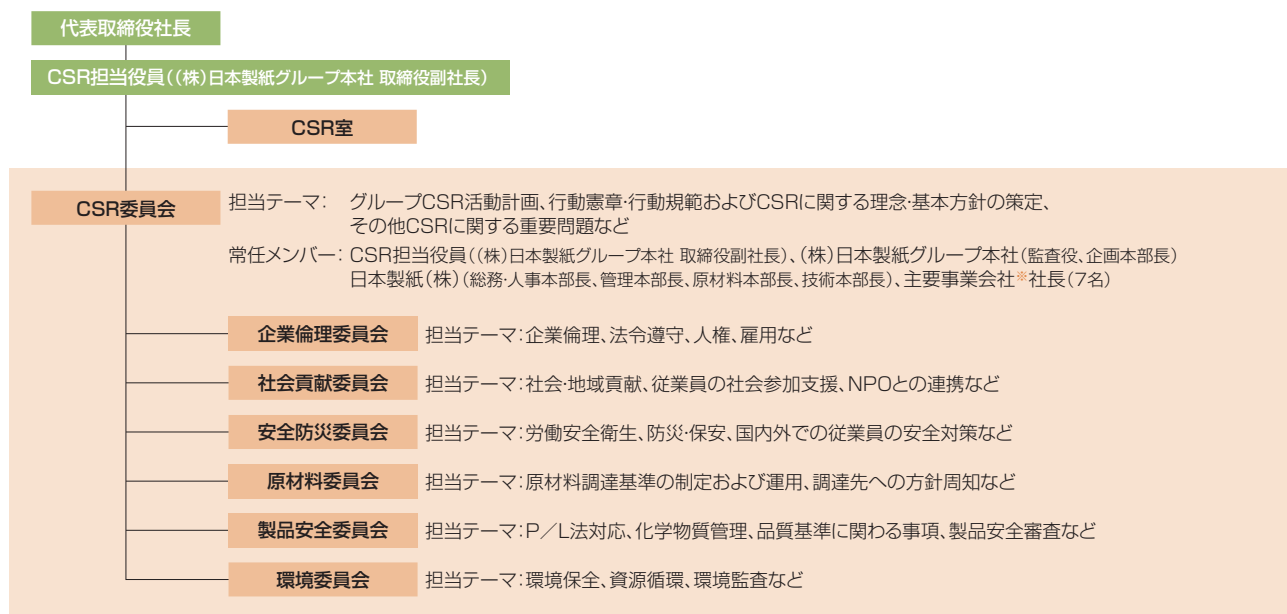 代表取締役社長
CSR担当役員((株)日本製紙グループ本社 取締役副社長)
CSR室
CSR委員会
担当テーマ: グループCSR活動計画、行動憲章・行動規範およびCSRに関する理念・基本方針の策定、
その他CSRに関する重要問題など
常任メンバー:CSR担当役員((株)日本製紙グループ本社 取締役副社長)、(株)日本製紙グループ本社(監査役、企画本部長)
日本製紙(株)(総務・人事本部長、管理本部長、原材料本部長、技術本部長)、主要事業会社※社長(7名)
企業倫理委員会 担当テーマ:企業倫理、法令遵守、人権、雇用など
社会貢献委員会 担当テーマ:社会・地域貢献、従業員の社会参加支援、NPOとの連携など
安全防災委員会 担当テーマ:労働安全衛生、防災・保安、国内外での従業員の安全対策など
原材料委員会 担当テーマ:原材料調達基準の制定および運用、調達先への方針周知など
製品安全委員会 担当テーマ:P/L法対応、化学物質管理、品質基準に関わる事項、製品安全審査など
環境委員会 担当テーマ:環境保全、資源循環、環境監査など